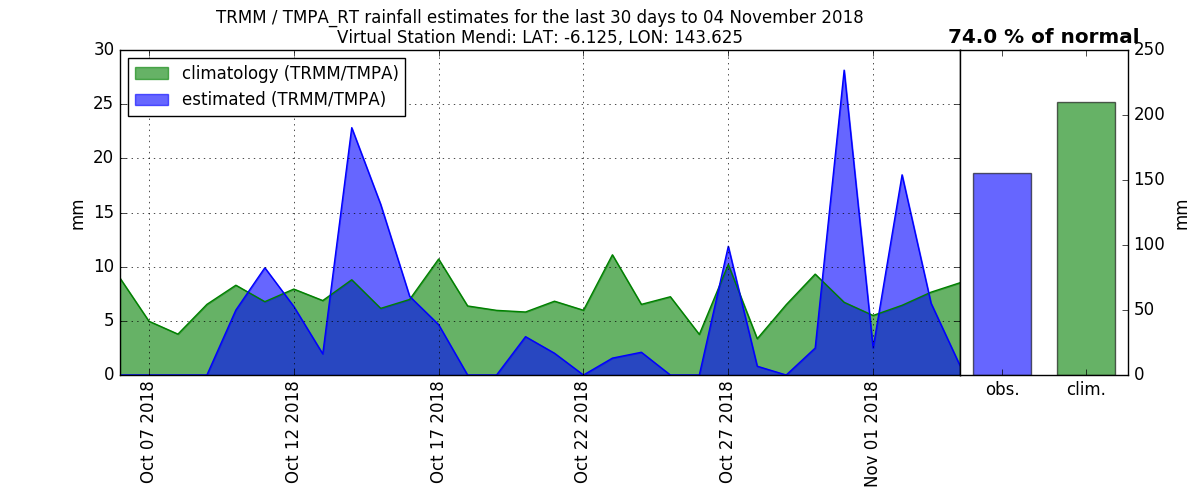 TRMM / TMPA_RT rainfall estimates for the last 30 days to 04 November 2018
Virtual Station Mendi: LAT: -6.125, LON: 143.625
74.0 % of normal
climatology (TRMM/TMPA)
estimated (TRMM/TMPA)
30
25
20
15
10
5
0
mm
Oct 07 2018
Oct 12 2018
Oct 17 2018
Oct 22 2018
Oct 27 2018
Nov 01 2018
obs.
clim.
250
200
150
100
50
0
mm